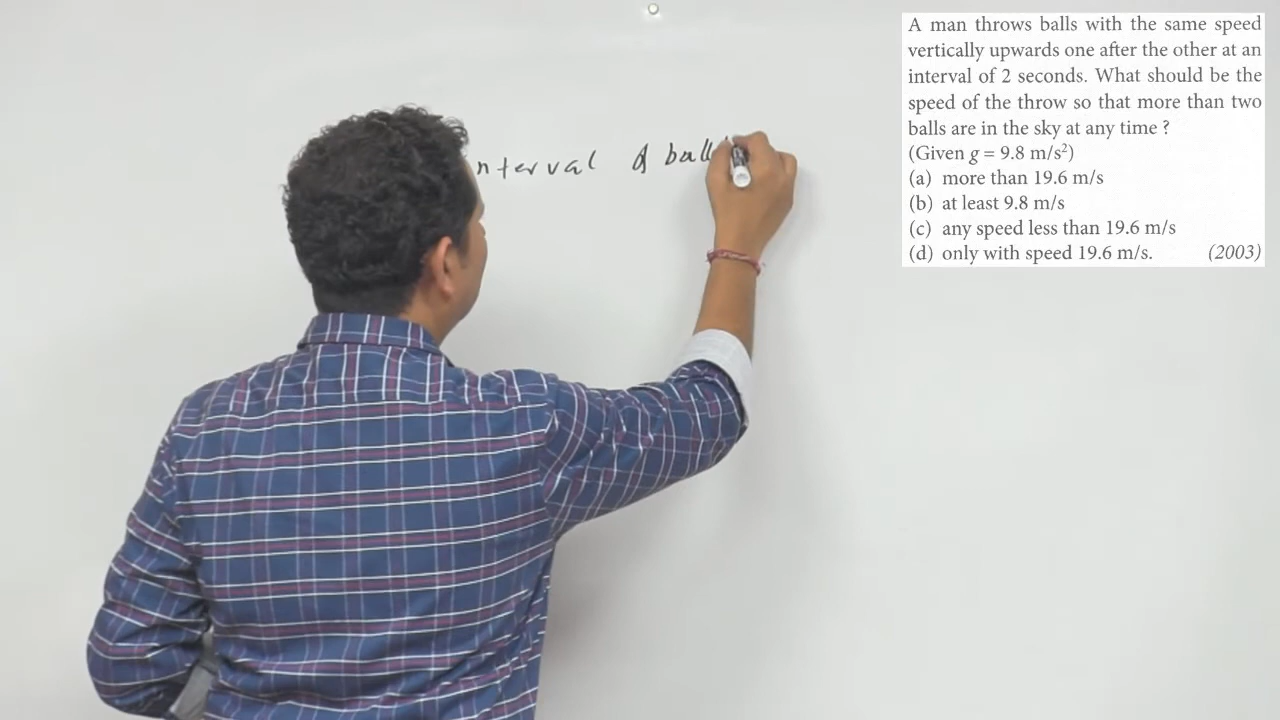 nterval of ball
A man throws balls with the same speed
vertically upwards one after the other at an
interval of 2 seconds. What should be the
speed of the throw so that more than two
balls are in the sky at any time ?
(Given g = 9.8 m/s²)
(a) more than 19.6 m/s
(b) at least 9.8 m/s
(c) any speed less than 19.6 m/s
(d) only with speed 19.6 m/s. (2003)